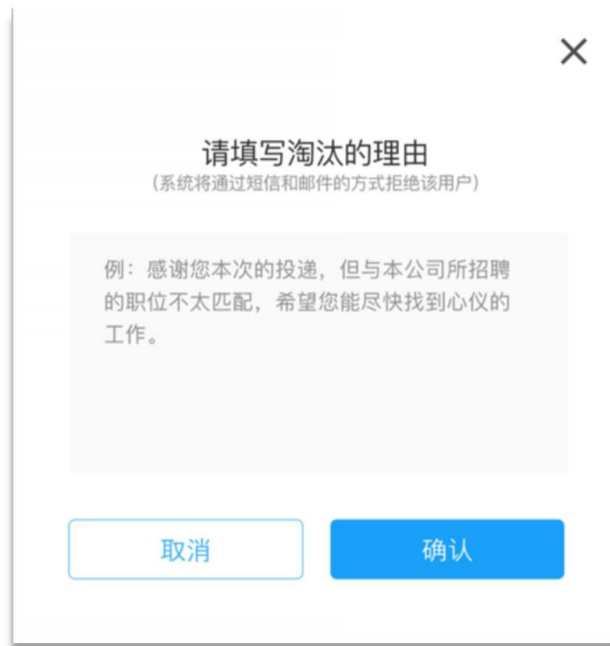 请填写淘汰的理由
（系统将通过短信和邮件的方式拒绝该用户）
例：感谢您本次的投递，但与本公司所招聘
的职位不太匹配，希望您能尽快找到心仪的
工作。
取消
确认